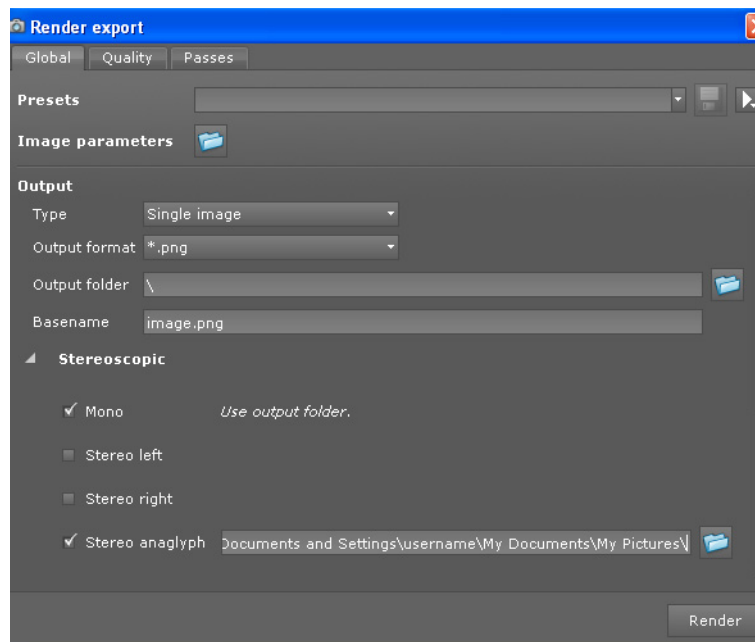 Render export
Global Quality Passes
Presets
Image parameters
Output
Type Single image
Output format *.png
Output folder \
Basename image.png
Stereoscopic
Mono Use output folder.
Stereo left
Stereo right
Stereo anaglyph Documents and Settings\username\My Documents\My Pictures\
Render